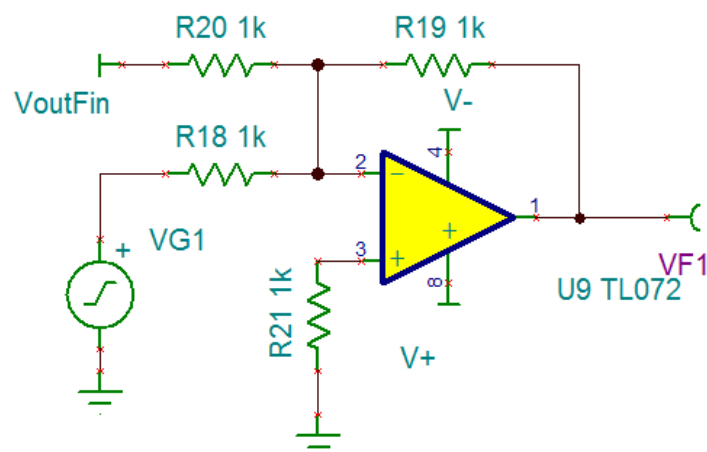 R20 1k
R19 1k
VoutFin
V-
R18 1k
2
4
1
VG1
+
3
8
R21 1k
VF1
U9 TL072
V+